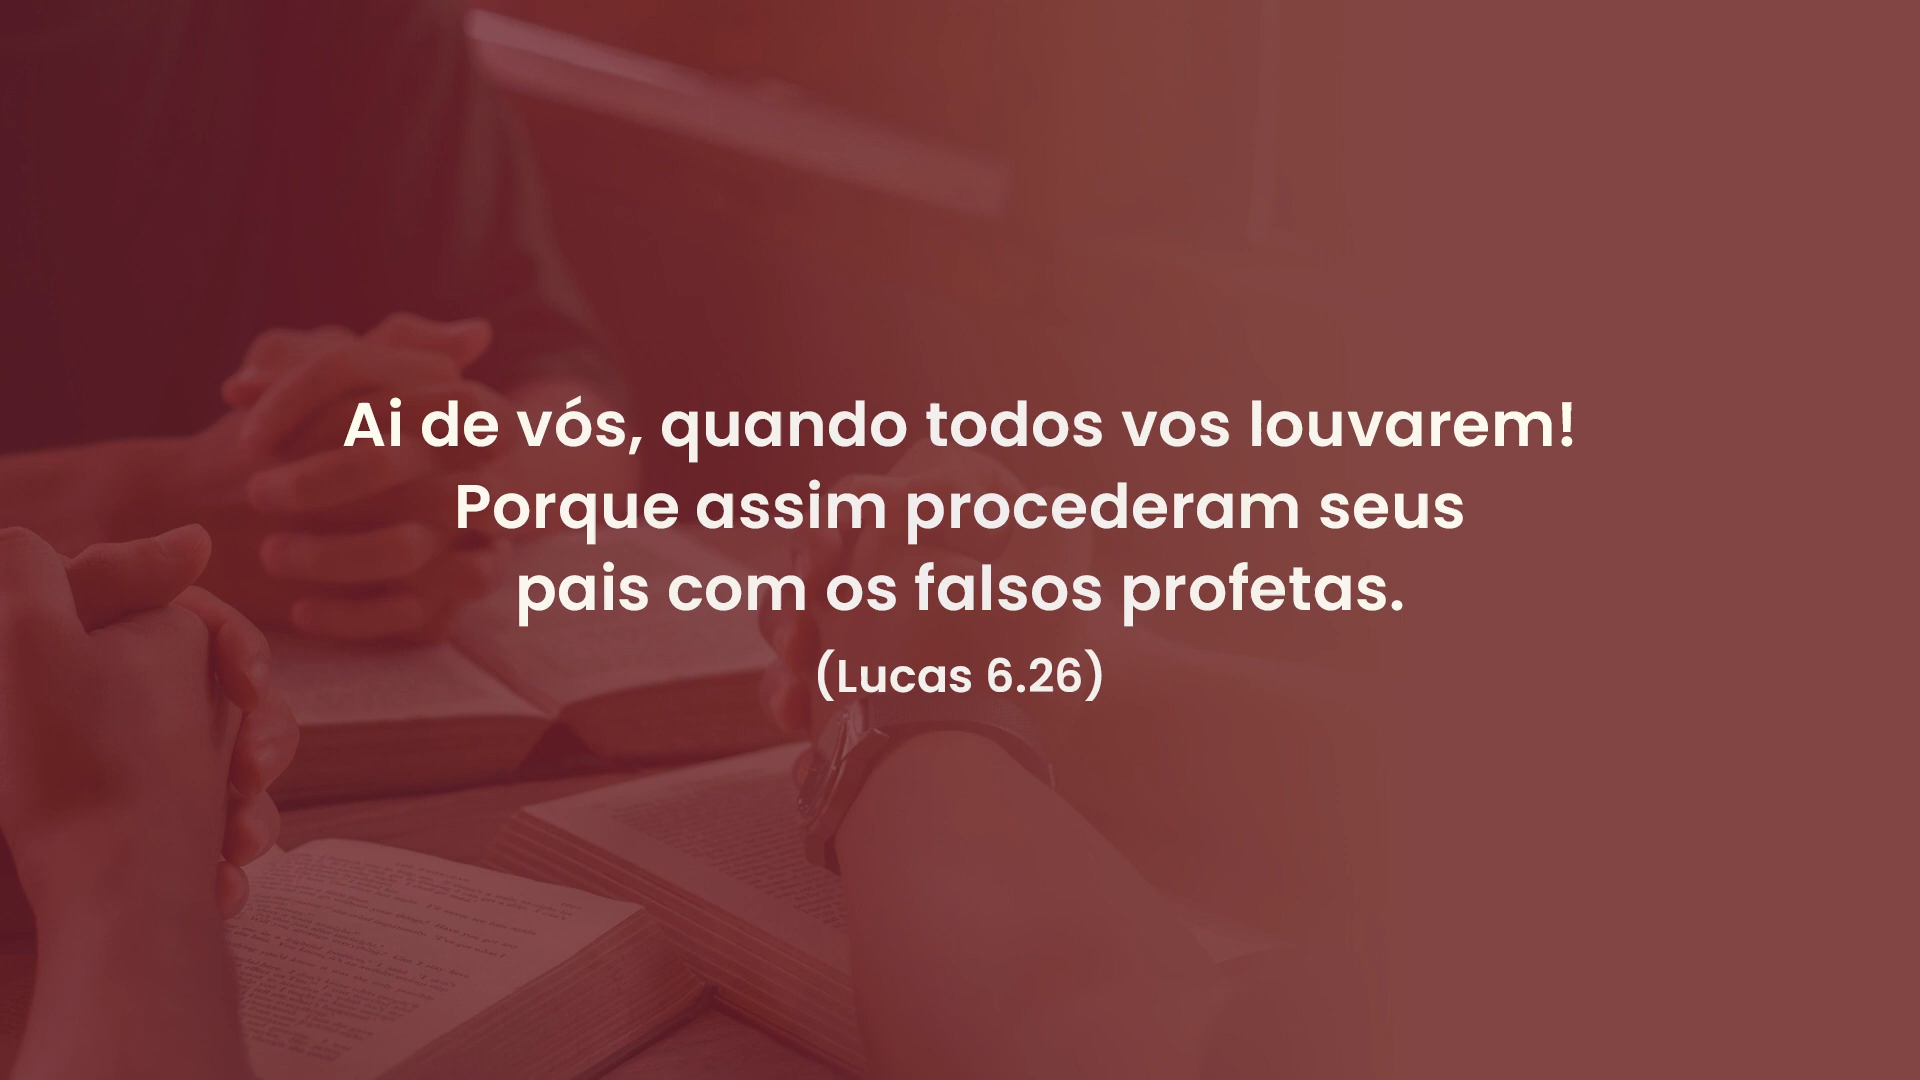 Ai de vós, quando todos vos louvarem!
Porque assim procederam seus
pais com os falsos profetas.
(Lucas 6.26)